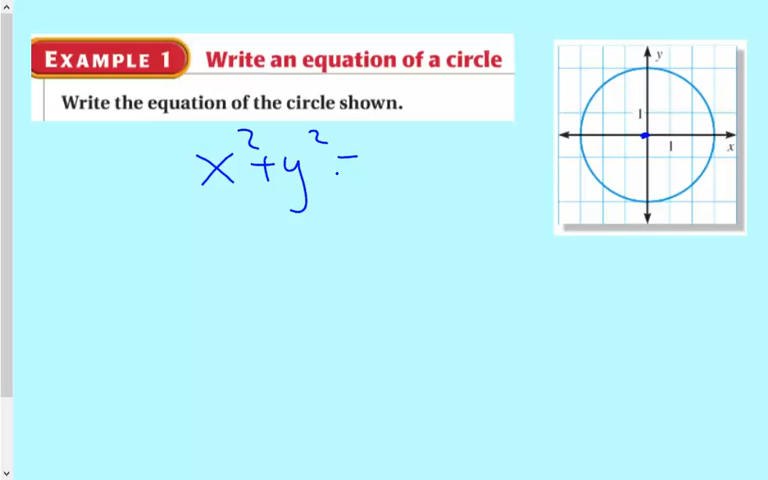 EXAMPLE 1 Write an equation of a circle
Write the equation of the circle shown.
x² + y² =
y
1
1
x